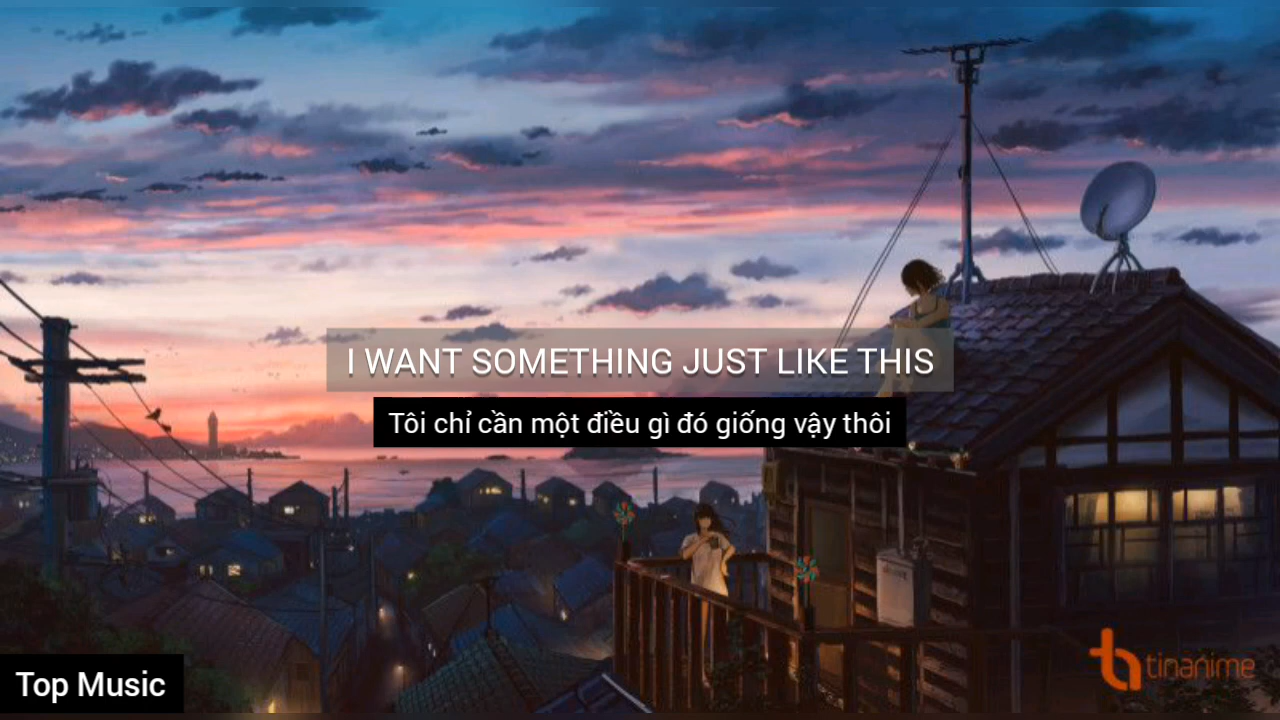 I WANT SOMETHING JUST LIKE THIS
Tôi chỉ cần một điều gì đó giống vậy thôi
Top Music
tinanime